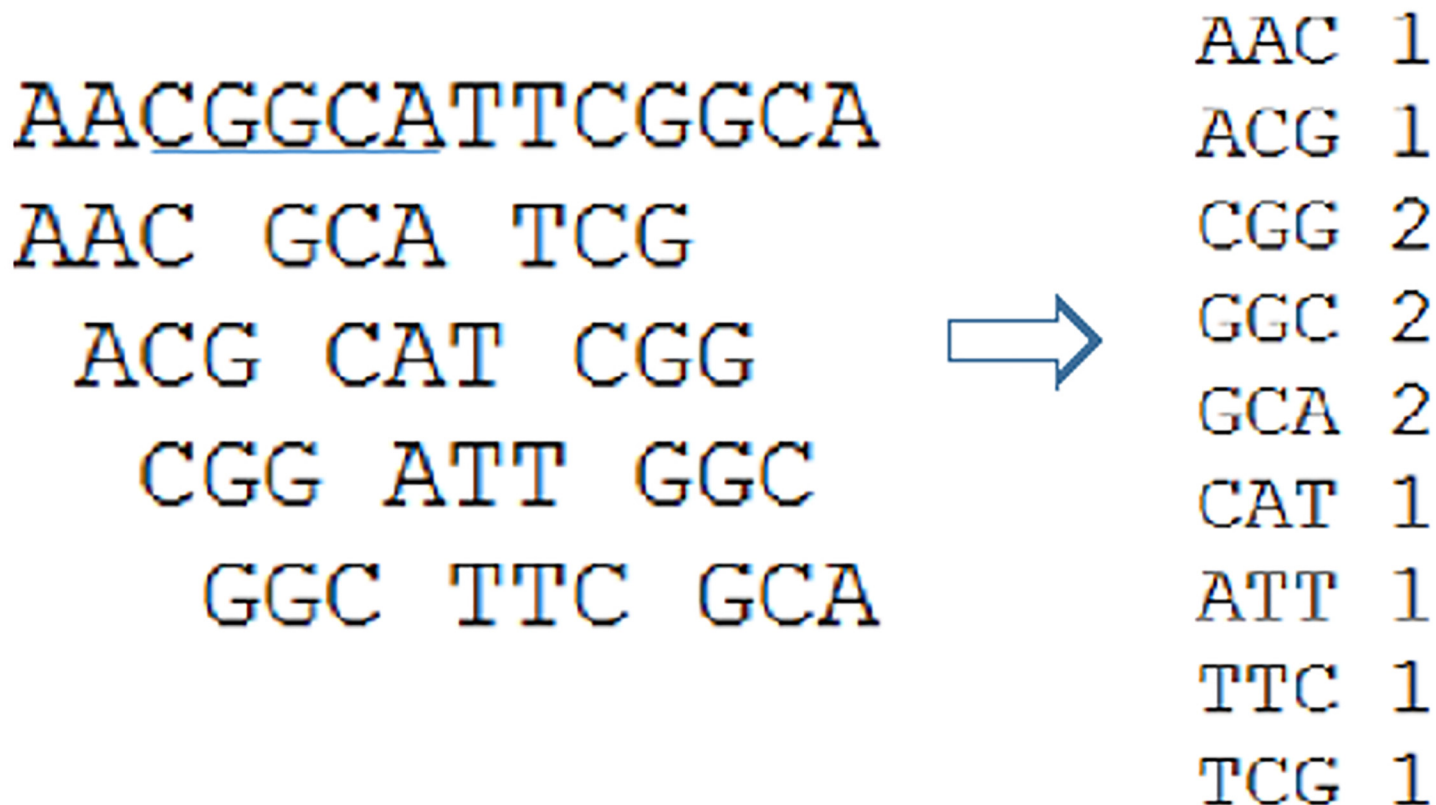 AACGGCATTCGGCA
AAC GCA TCG
ACG CAT CGG
CGG ATT GGC
GGC TTC GCA
AAC 1
ACG 1
CGG 2
GGC 2
GCA 2
CAT 1
ATT 1
TTC 1
TCG 1